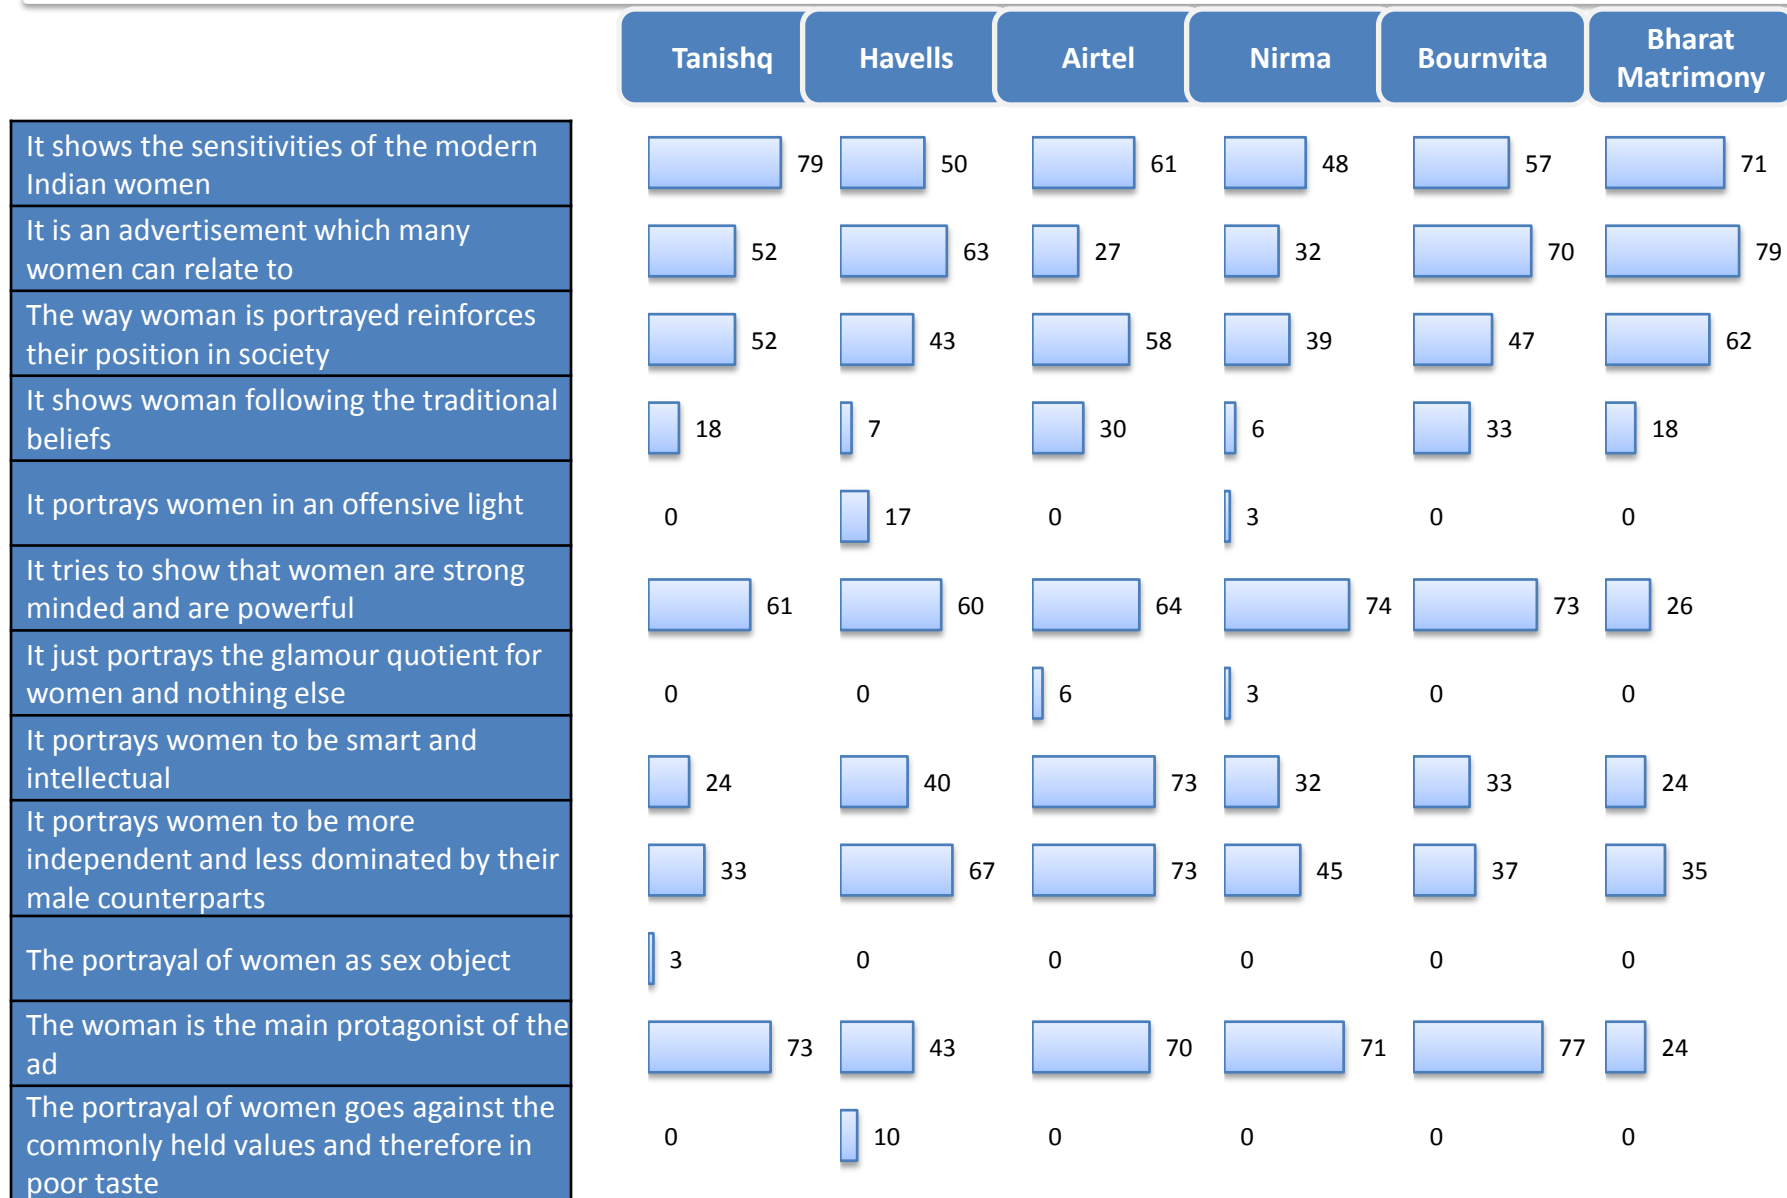 Tanishq Havells Airtel Nirma Bournvita Bharat
Matrimony
It shows the sensitivities of the modern
Indian women
79 50 61 48 57 71
It is an advertisement which many
women can relate to
52 63 27 32 70 79
The way woman is portrayed reinforces
their position in society
52 43 58 39 47 62
It shows woman following the traditional
beliefs
18 7 30 6 33 18
It portrays women in an offensive light
0 17 0 3 0 0
It tries to show that women are strong
minded and are powerful
61 60 64 74 73 26
It just portrays the glamour quotient for
women and nothing else
0 0 6 3 0 0
It portrays women to be smart and
intellectual
24 40 73 32 33 24
It portrays women to be more
independent and less dominated by their
male counterparts
33 67 73 45 37 35
The portrayal of women as sex object
3 0 0 0 0 0
The woman is the main protagonist of the
ad
73 43 70 71 77 24
The portrayal of women goes against the
commonly held values and therefore in
poor taste
0 10 0 0 0 0